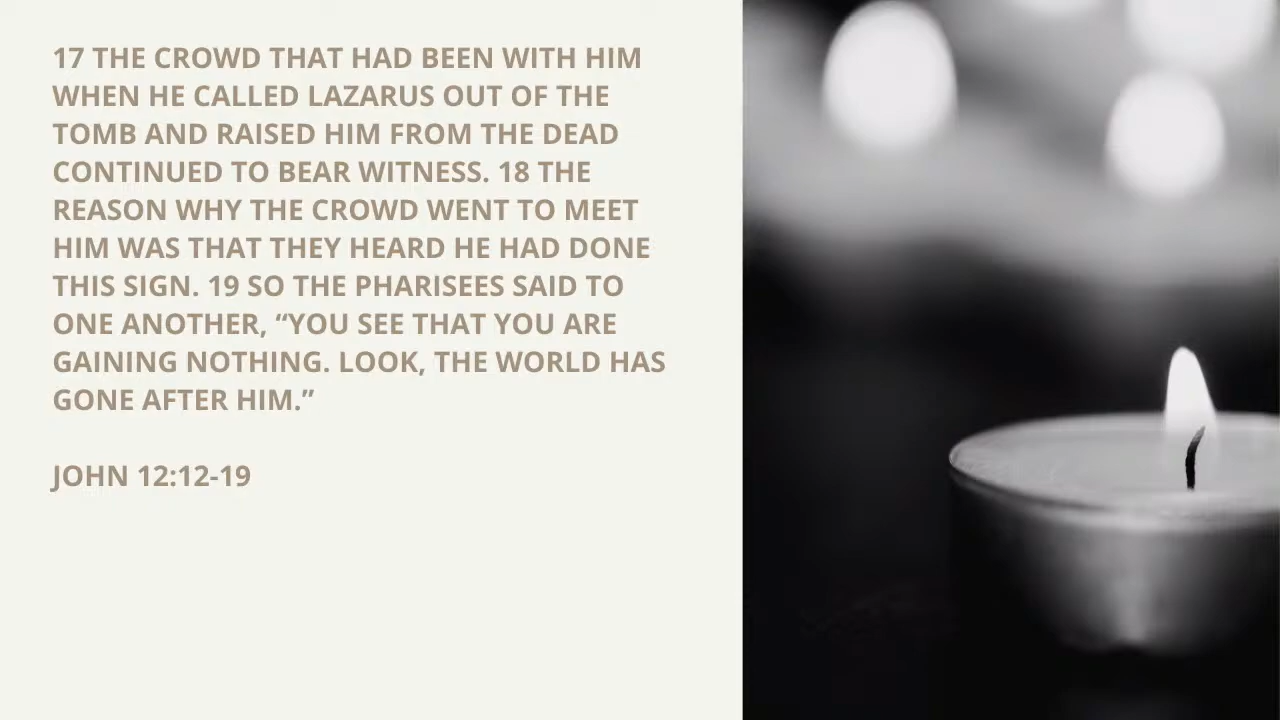 17 THE CROWD THAT HAD BEEN WITH HIM
WHEN HE CALLED LAZARUS OUT OF THE
TOMB AND RAISED HIM FROM THE DEAD
CONTINUED TO BEAR WITNESS. 18 THE
REASON WHY THE CROWD WENT TO MEET
HIM WAS THAT THEY HEARD HE HAD DONE
THIS SIGN. 19 SO THE PHARISEES SAID TO
ONE ANOTHER, “YOU SEE THAT YOU ARE
GAINING NOTHING. LOOK, THE WORLD HAS
GONE AFTER HIM.”
JOHN 12:12-19